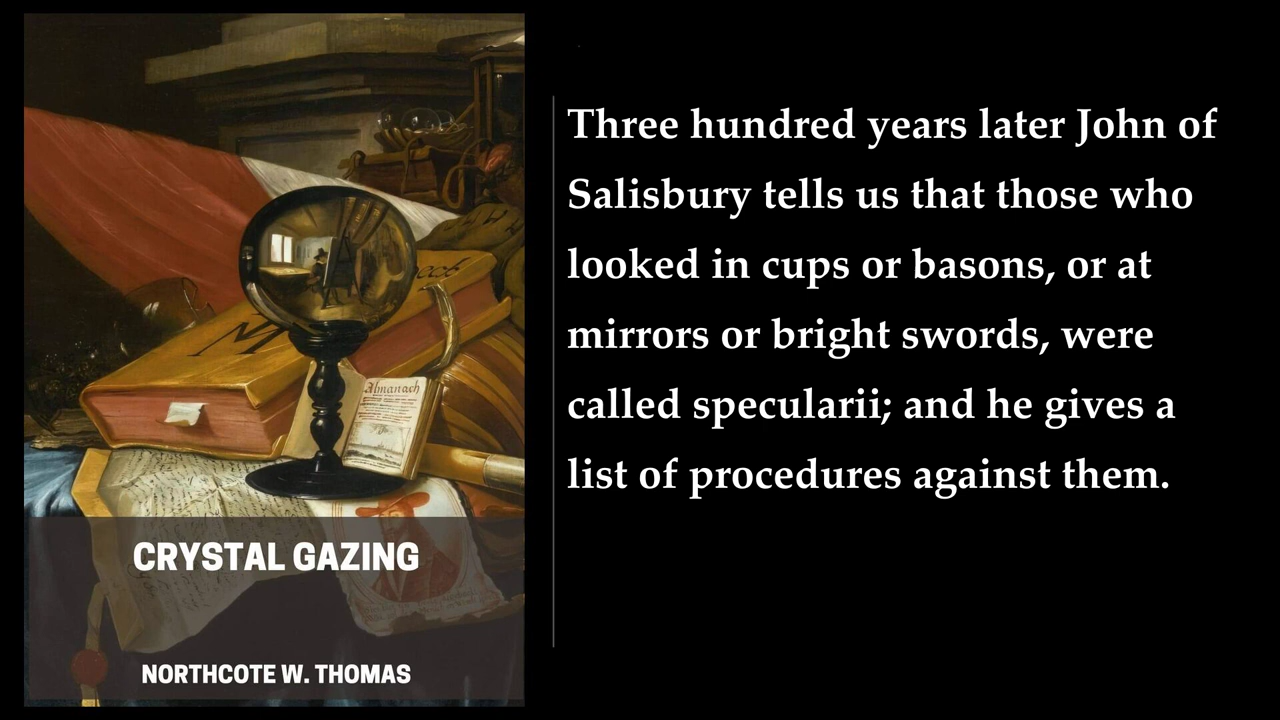 Three hundred years later John of
Salisbury tells us that those who
looked in cups or basons, or at
mirrors or bright swords, were
called specularii; and he gives a
list of procedures against them.
M
Almanach
CRYSTAL GAZING
NORTHCOTE W. THOMAS